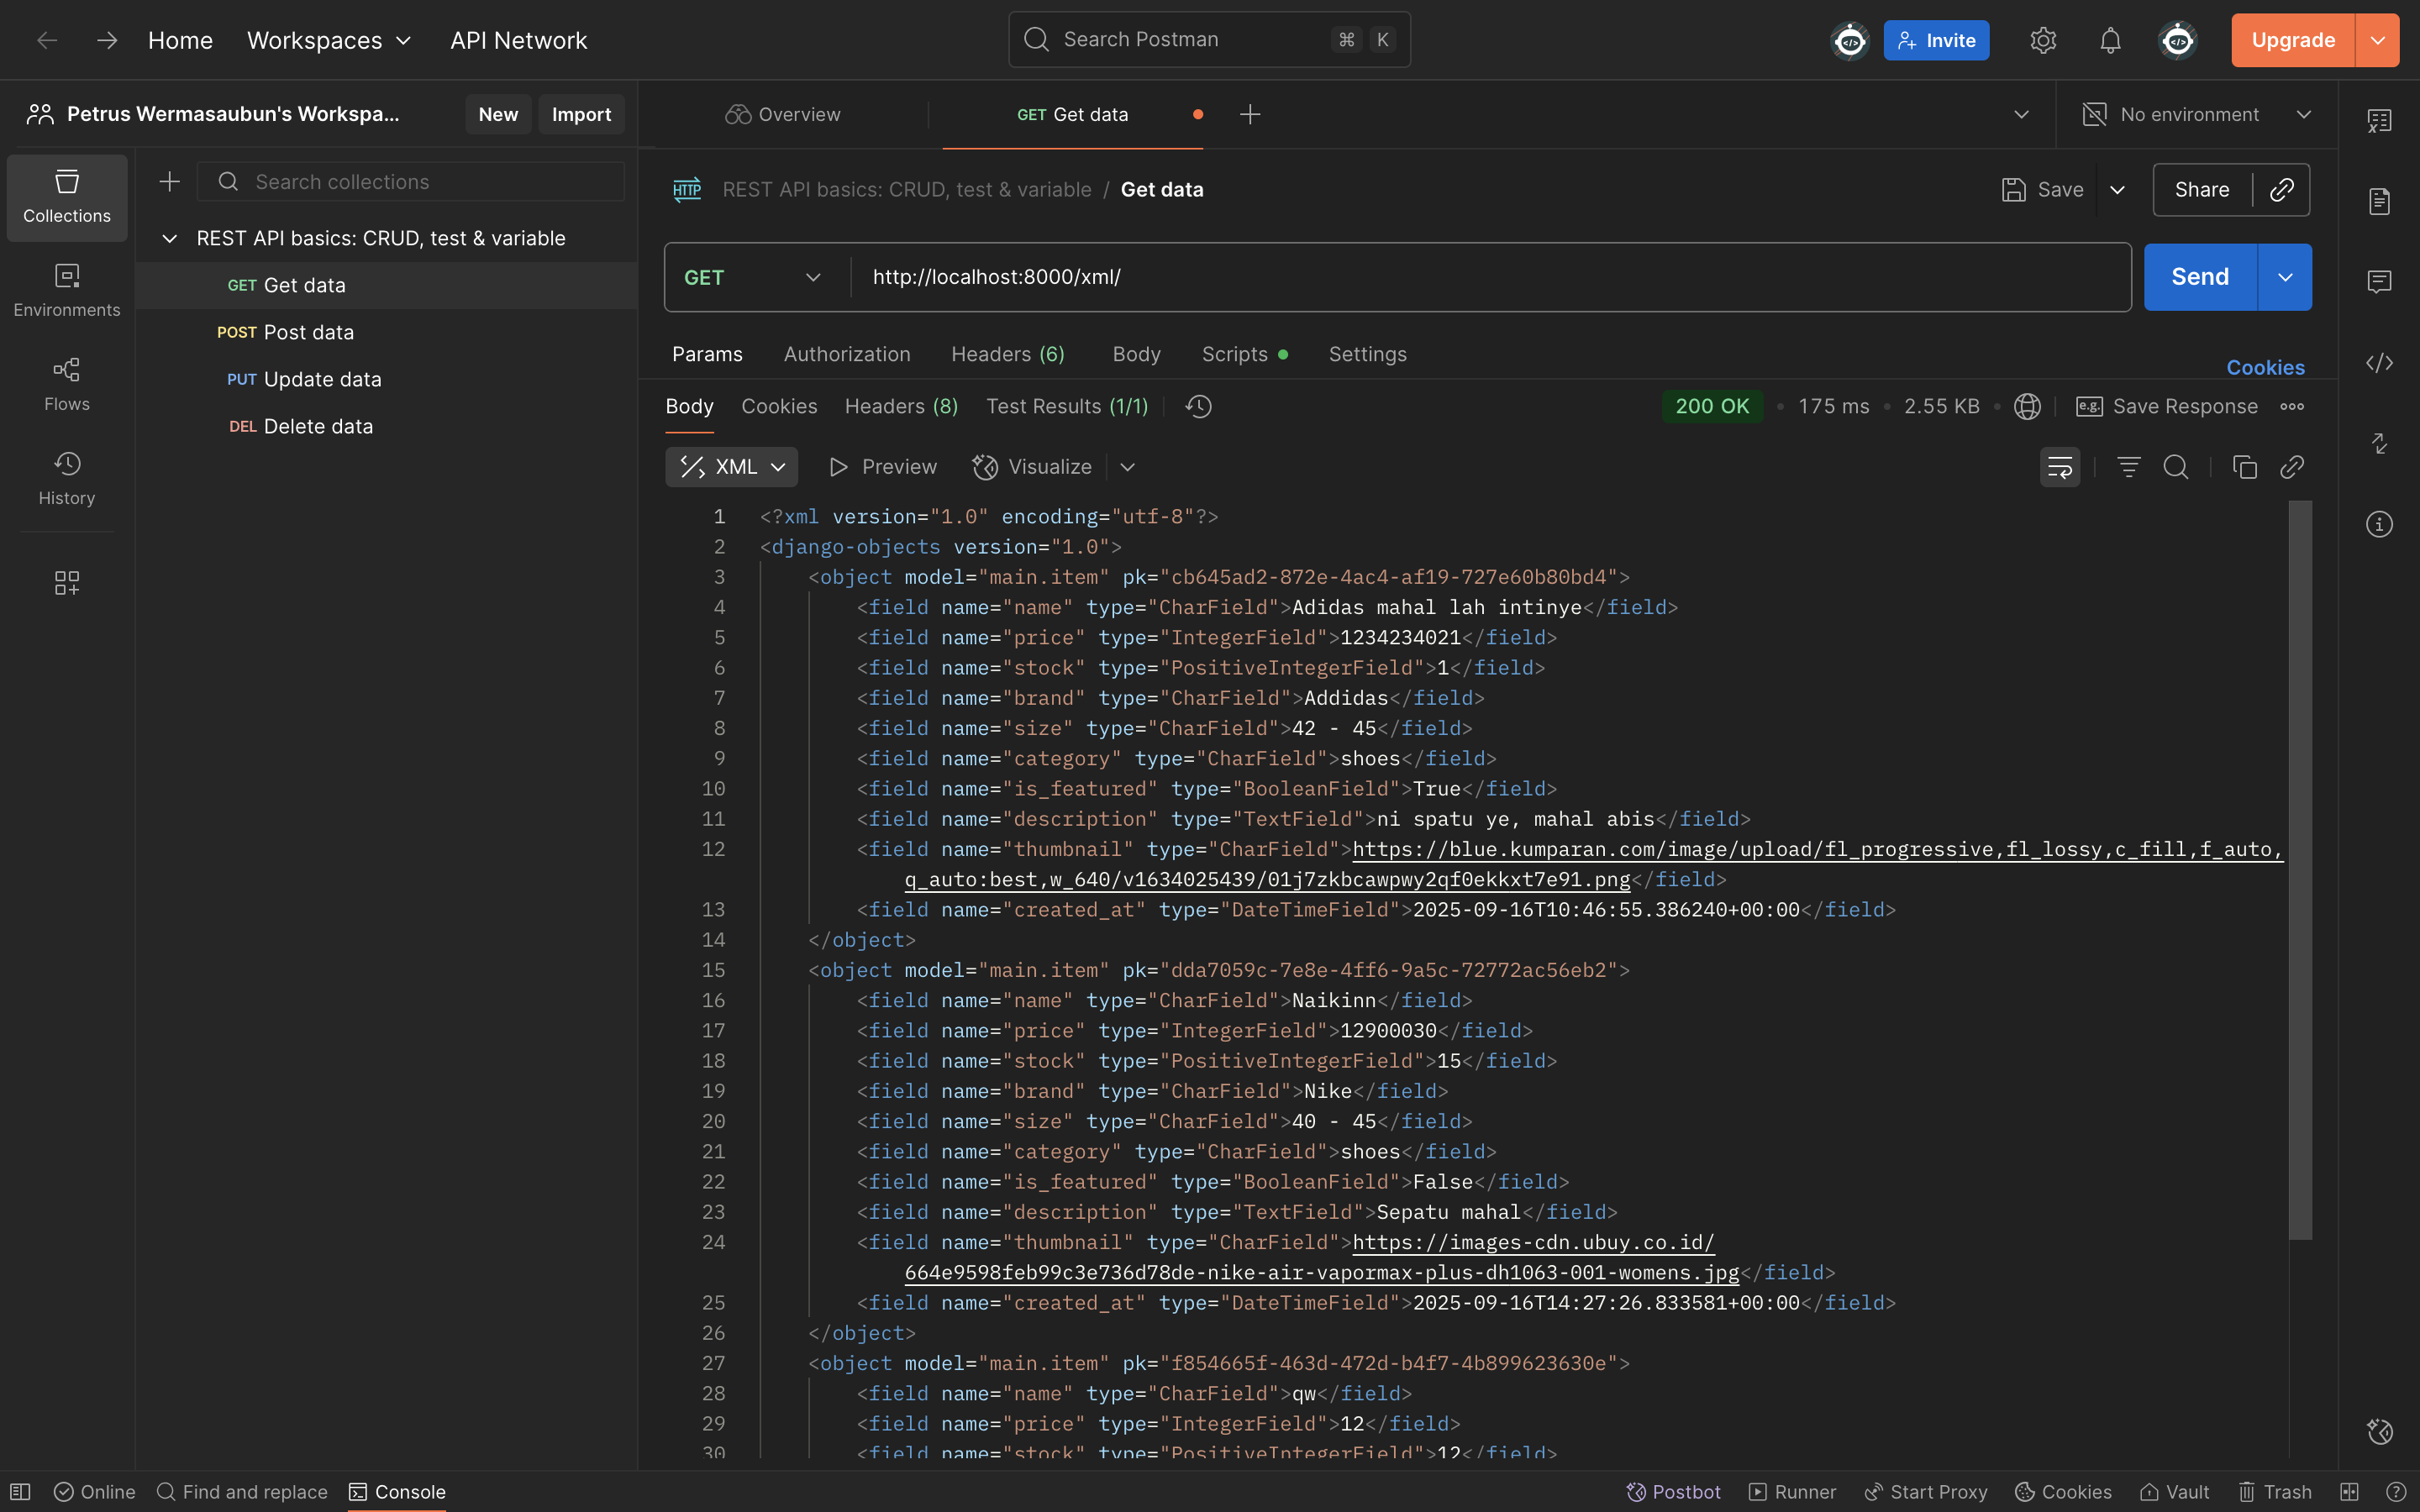 Home Workspaces API Network Search Postman ⌘ K Invite Upgrade
Petrus Wermasaubun's Workspa... New Import Overview GET Get data No environment
Collections
Environments
Flows
History
Search collections
REST API basics: CRUD, test & variable
GET Get data
POST Post data
PUT Update data
DEL Delete data
HTTP REST API basics: CRUD, test & variable / Get data Save Share
GET http://localhost:8000/xml/ Send
Params Authorization Headers (6) Body Scripts Settings Cookies
Body Cookies Headers (8) Test Results (1/1) 200 OK • 175 ms • 2.55 KB • e.g. Save Response
XML Preview Visualize
1 <?xml version="1.0" encoding="utf-8"?>
2 <django-objects version="1.0">
3 <object model="main.item" pk="cb645ad2-872e-4ac4-af19-727e60b80bd4">
4 <field name="name" type="CharField">Adidas mahal lah intinye</field>
5 <field name="price" type="IntegerField">1234234021</field>
6 <field name="stock" type="PositiveIntegerField">1</field>
7 <field name="brand" type="CharField">Addidas</field>
8 <field name="size" type="CharField">42 - 45</field>
9 <field name="category" type="CharField">shoes</field>
10 <field name="is_featured" type="BooleanField">True</field>
11 <field name="description" type="TextField">ni spatu ye, mahal abis</field>
12 <field name="thumbnail" type="CharField">https://blue.kumparan.com/image/upload/fl_progressive,fl_lossy,c_fill,f_auto,
q_auto:best,w_640/v1634025439/01j7zkbcawpwy2qf0ekkxt7e91.png</field>
13 <field name="created_at" type="DateTimeField">2025-09-16T10:46:55.386240+00:00</field>
14 </object>
15 <object model="main.item" pk="dda7059c-7e8e-4ff6-9a5c-72772ac56eb2">
16 <field name="name" type="CharField">Naikinn</field>
17 <field name="price" type="IntegerField">12900030</field>
18 <field name="stock" type="PositiveIntegerField">15</field>
19 <field name="brand" type="CharField">Nike</field>
20 <field name="size" type="CharField">40 - 45</field>
21 <field name="category" type="CharField">shoes</field>
22 <field name="is_featured" type="BooleanField">False</field>
23 <field name="description" type="TextField">Sepatu mahal</field>
24 <field name="thumbnail" type="CharField">https://images-cdn.ubuy.co.id/
664e9598feb99c3e736d78de-nike-air-vapormax-plus-dh1063-001-womens.jpg</field>
25 <field name="created_at" type="DateTimeField">2025-09-16T14:27:26.833581+00:00</field>
26 </object>
27 <object model="main.item" pk="f854665f-463d-472d-b4f7-4b899623630e">
28 <field name="name" type="CharField">qw</field>
29 <field name="price" type="IntegerField">12</field>
30 <field name="stock" type="PositiveIntegerField">12</field>
Online Find and replace Console Postbot Runner Start Proxy Cookies Vault Trash